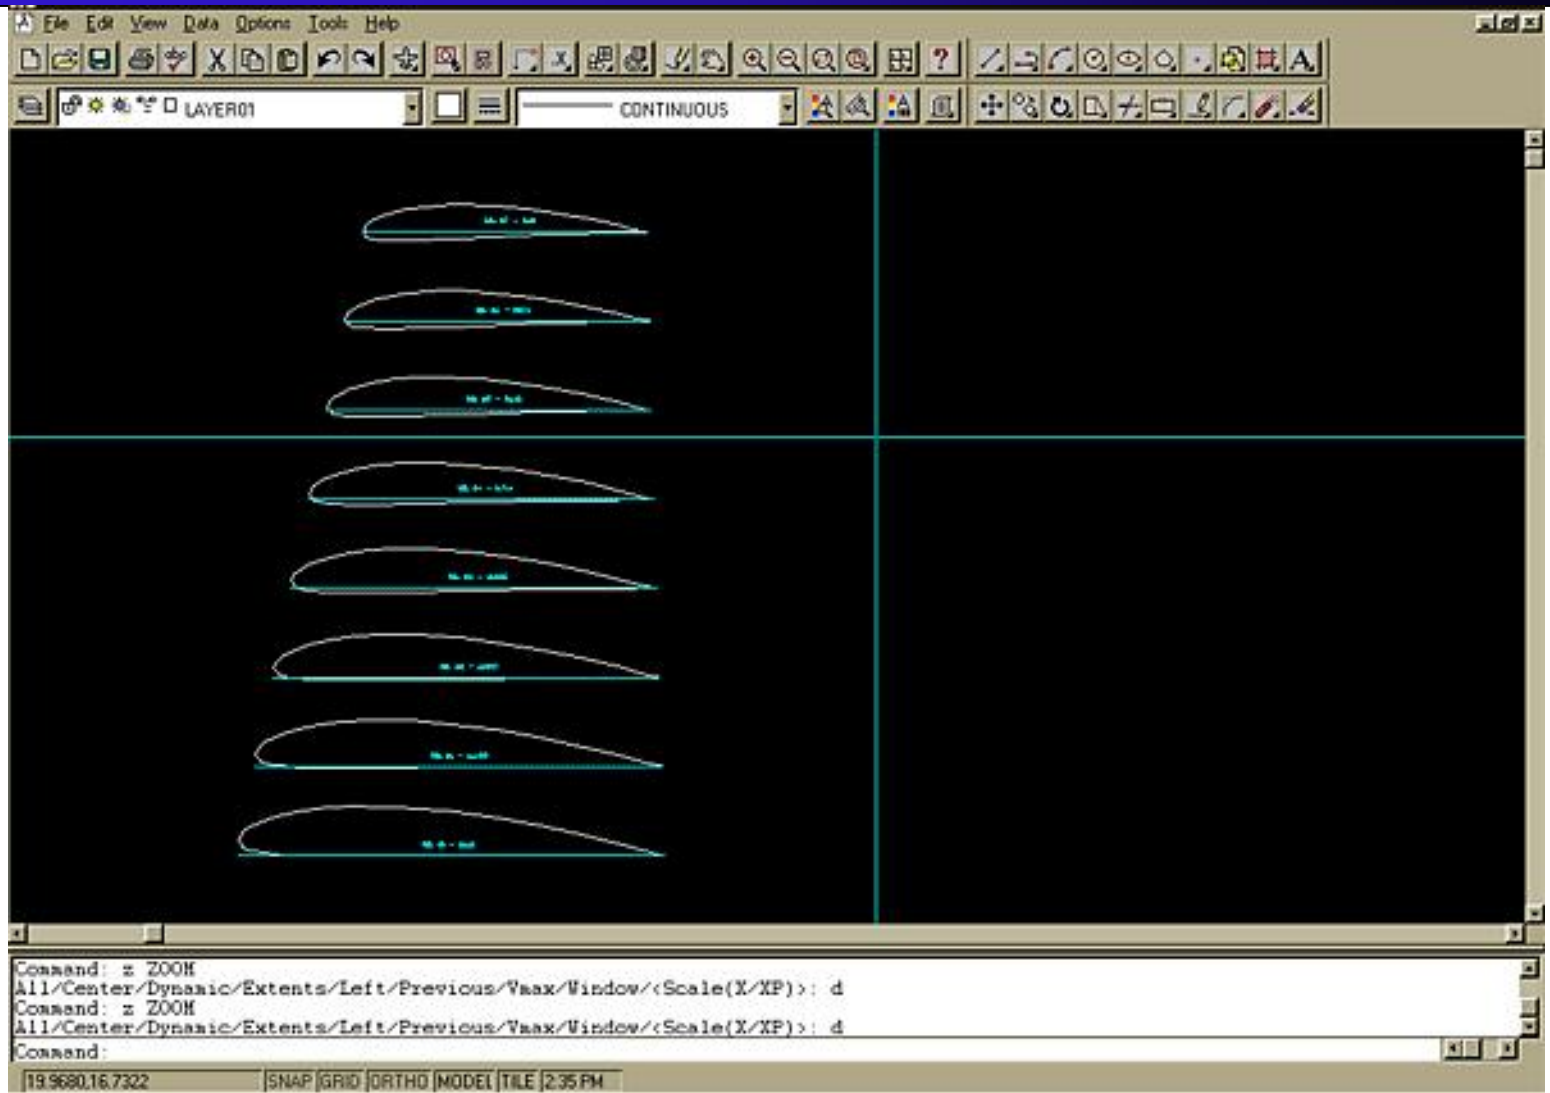 File Edit View Data Options Tools Help
LAYER01 CONTINUOUS
Command: z ZOOM
All/Center/Dynamic/Extents/Left/Previous/Vmax/Window/<Scale(X/XP)>: d
Command: z ZOOM
All/Center/Dynamic/Extents/Left/Previous/Vmax/Window/<Scale(X/XP)>: d
Command:
19.9680,16.7322 SNAP GRID ORTHO MODEL TILE 2:35 PM